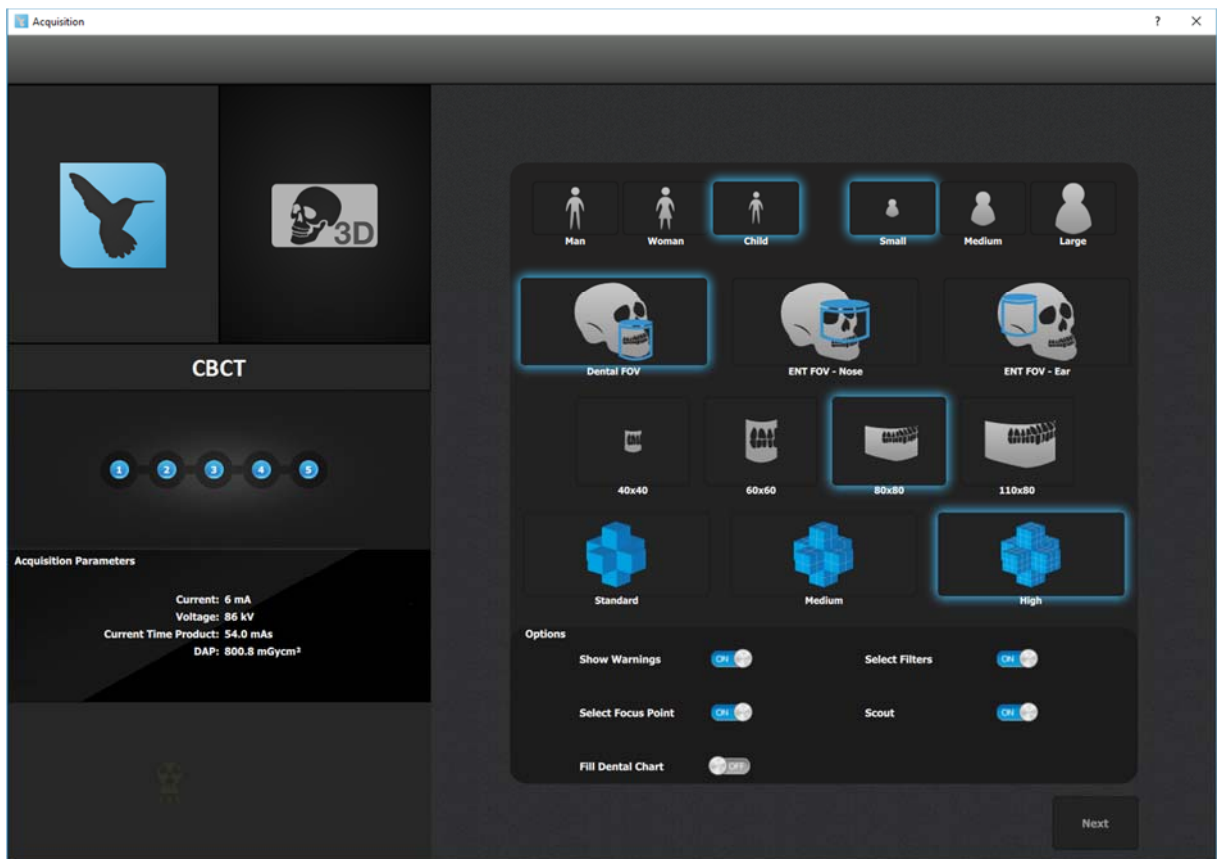 Acquisition
? ×
3D
CBCT
1 2 3 4 5
Acquisition Parameters
Current: 6 mA
Voltage: 86 kV
Current Time Product: 54.0 mAs
DAP: 800.8 mGycm²
Man Woman Child Small Medium Large
Dental FOV ENT FOV - Nose ENT FOV - Ear
40x40 60x60 80x80 110x80
Standard Medium High
Options
Show Warnings ON Select Filters ON
Select Focus Point ON Scout ON
Fill Dental Chart OFF
Next